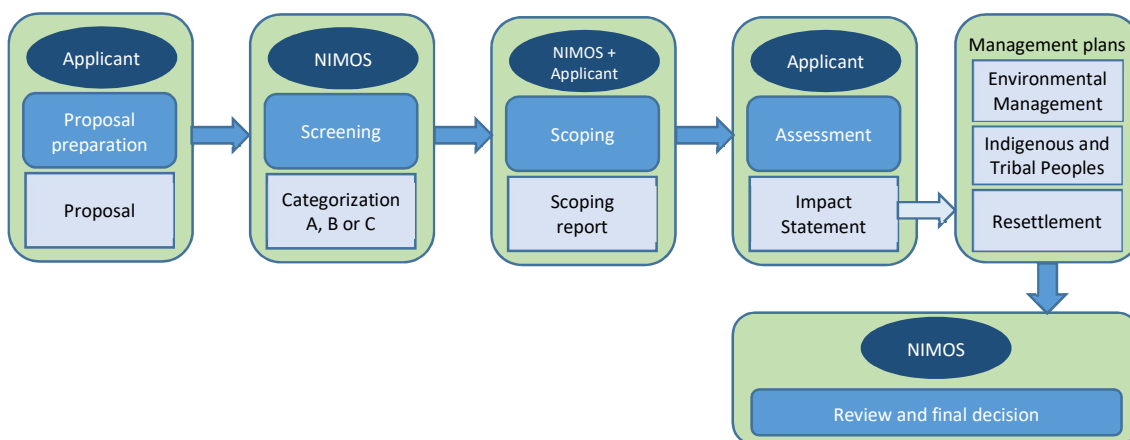 Applicant
Proposal
preparation
Proposal
NIMOS
Screening
Categorization
A, B or C
NIMOS +
Applicant
Scoping
Scoping
report
Applicant
Assessment
Impact
Statement
Management plans
Environmental
Management
Indigenous and
Tribal Peoples
Resettlement
NIMOS
Review and final decision